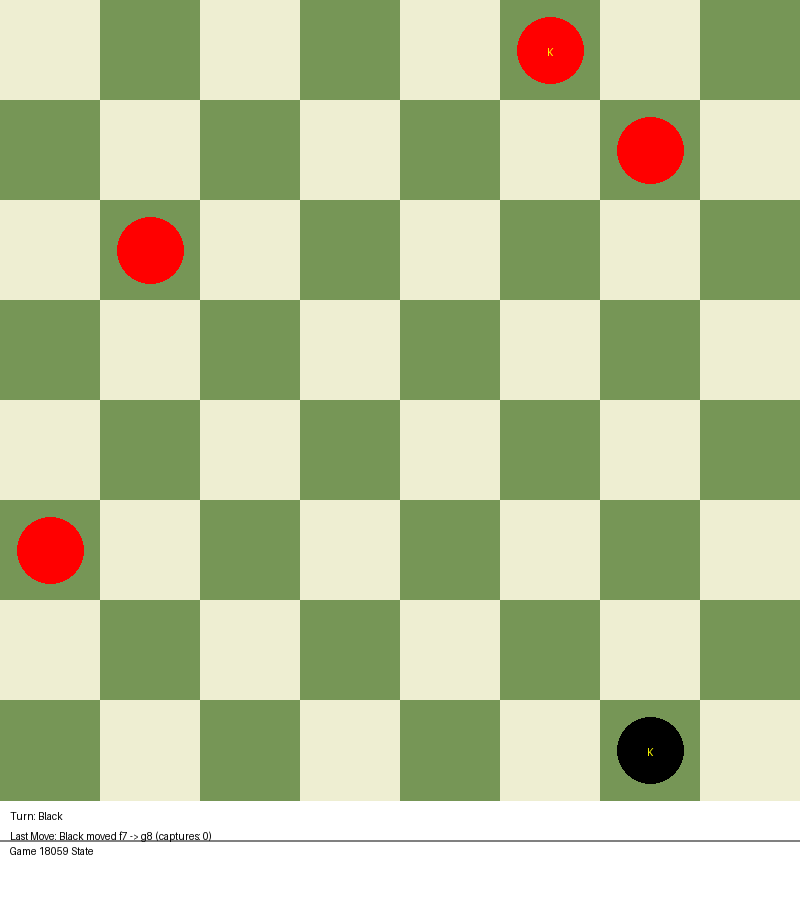 K
K
Turn: Black
Last Move: Black moved f7 -> g8 (captures: 0)
Game 18059 State